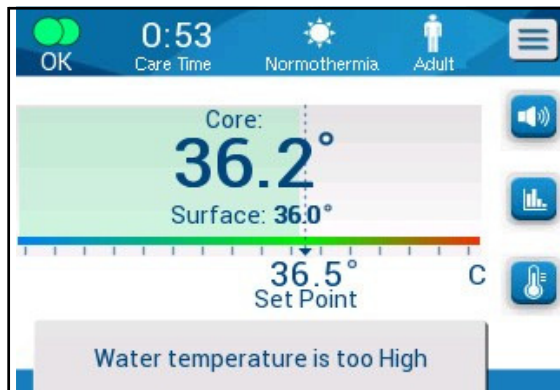 0:53
OK
Care Time
Normothermia
Adult
Core:
36.2°
Surface: 36.0°
36.5° C
Set Point
Water temperature is too High